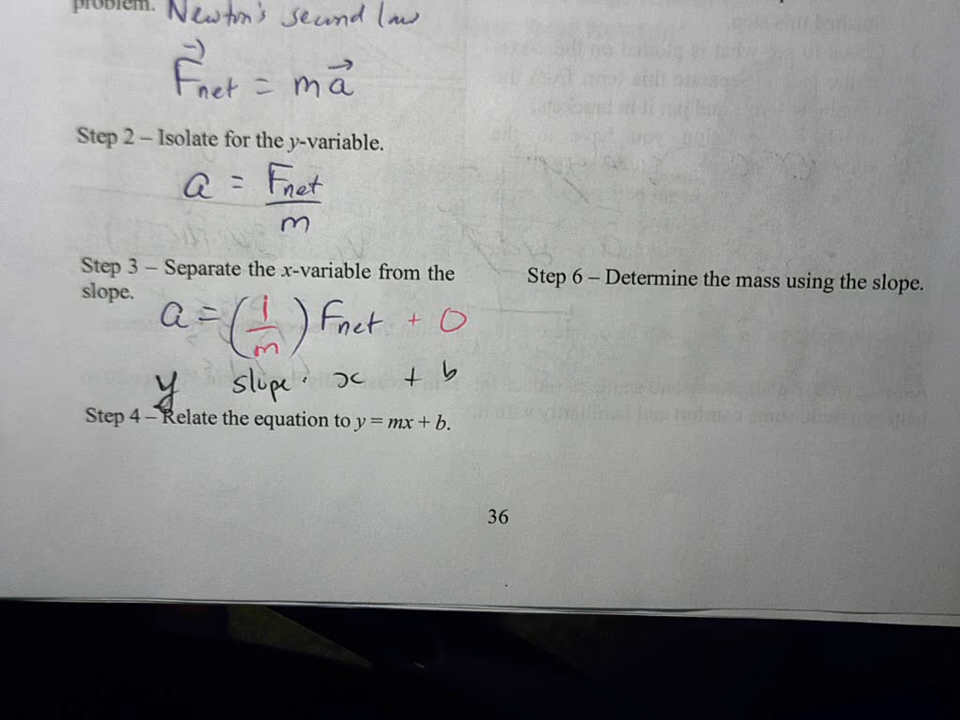 problem. Newton's second law
F⃗net = ma⃗
Step 2 – Isolate for the y-variable.
a = Fnet
m
Step 3 – Separate the x-variable from the
slope.
a = (1/m) Fnet + 0
y slope · x + b
Step 4 – Relate the equation to y = mx + b.
Step 6 – Determine the mass using the slope.
36